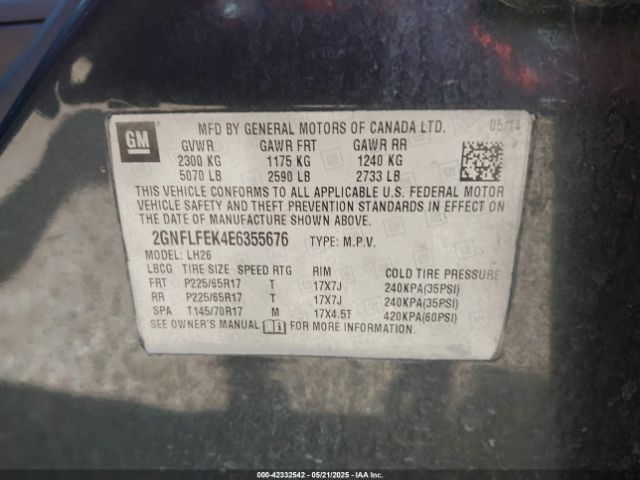 GM
MFD BY GENERAL MOTORS OF CANADA LTD. 05/14
GVWR GAWR FRT GAWR RR
2300 KG 1175 KG 1240 KG
5070 LB 2590 LB 2733 LB
THIS VEHICLE CONFORMS TO ALL APPLICABLE U.S. FEDERAL MOTOR
VEHICLE SAFETY AND THEFT PREVENTION STANDARDS IN EFFECT ON
THE DATE OF MANUFACTURE SHOWN ABOVE.
2GNFLFEK4E6355676 TYPE: M.P.V.
MODEL: LH26
LBCG TIRE SIZE SPEED RTG RIM COLD TIRE PRESSURE
FRT P225/65R17 T 17X7J 240KPA(35PSI)
RR P225/65R17 T 17X7J 240KPA(35PSI)
SPA T145/70R17 M 17X4.5T 420KPA(60PSI)
SEE OWNER'S MANUAL FOR MORE INFORMATION.
000-42332542 - 05/21/2025 - IAA Inc.